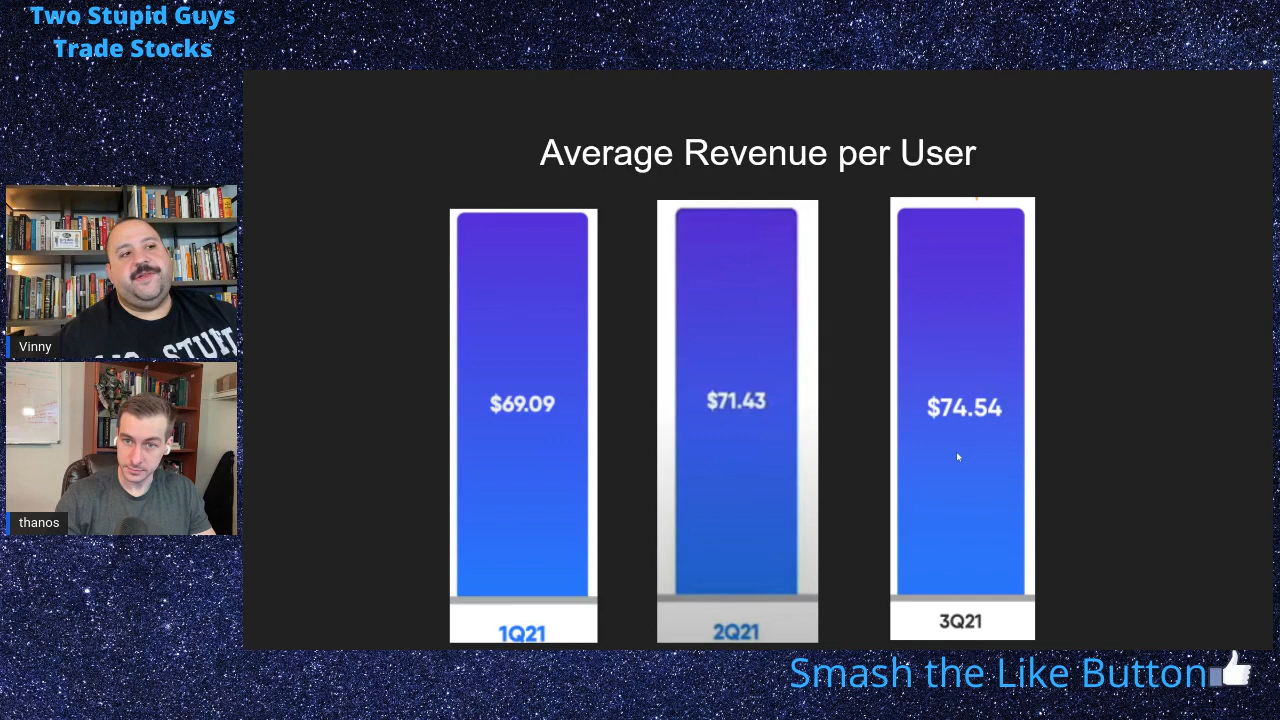 Two Stupid Guys
Trade Stocks
Average Revenue per User
$69.09
$71.43
$74.54
1Q21
2Q21
3Q21
Vinny
thanos
Smash the Like Button